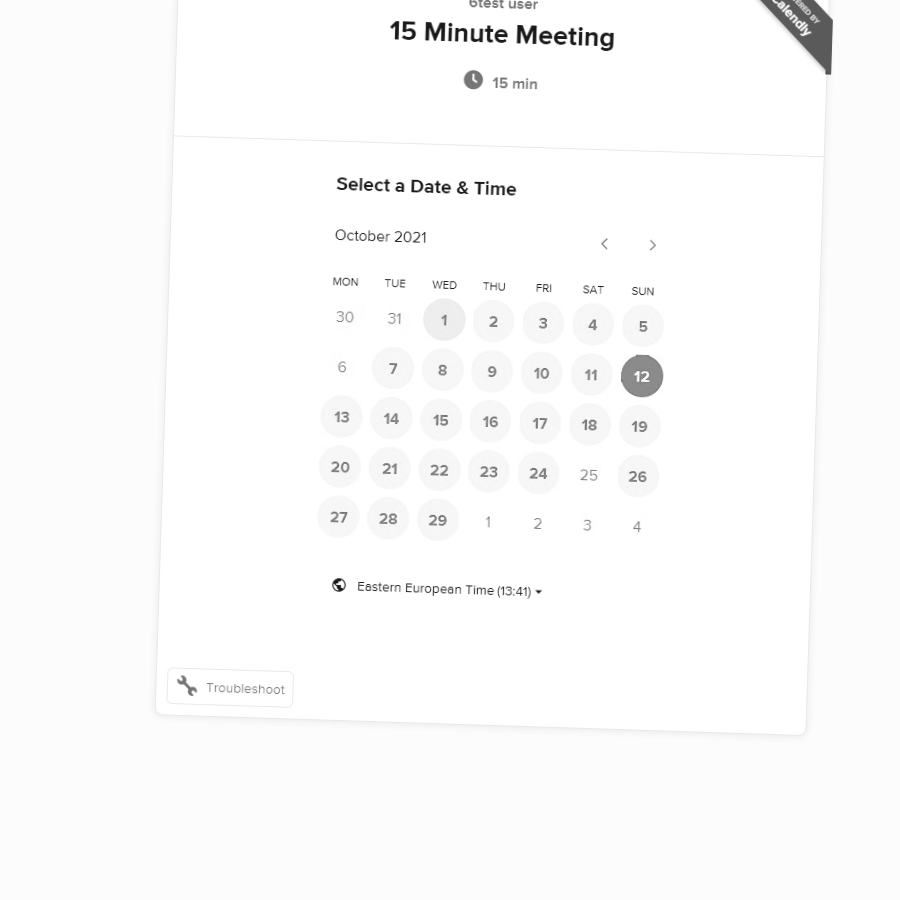 6test user
15 Minute Meeting
15 min
Select a Date & Time
October 2021
MON TUE WED THU FRI SAT SUN
30 31 1 2 3 4 5
6 7 8 9 10 11 12
13 14 15 16 17 18 19
20 21 22 23 24 25 26
27 28 29 1 2 3 4
Eastern European Time (13:41)
Troubleshoot